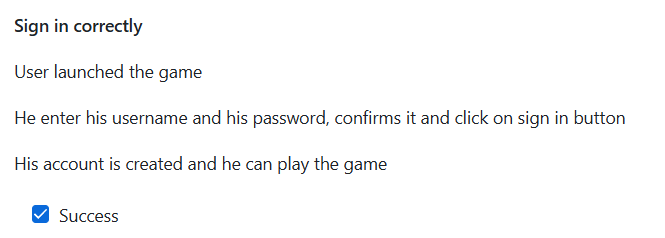 Sign in correctly
User launched the game
He enter his username and his password, confirms it and click on sign in button
His account is created and he can play the game
Success